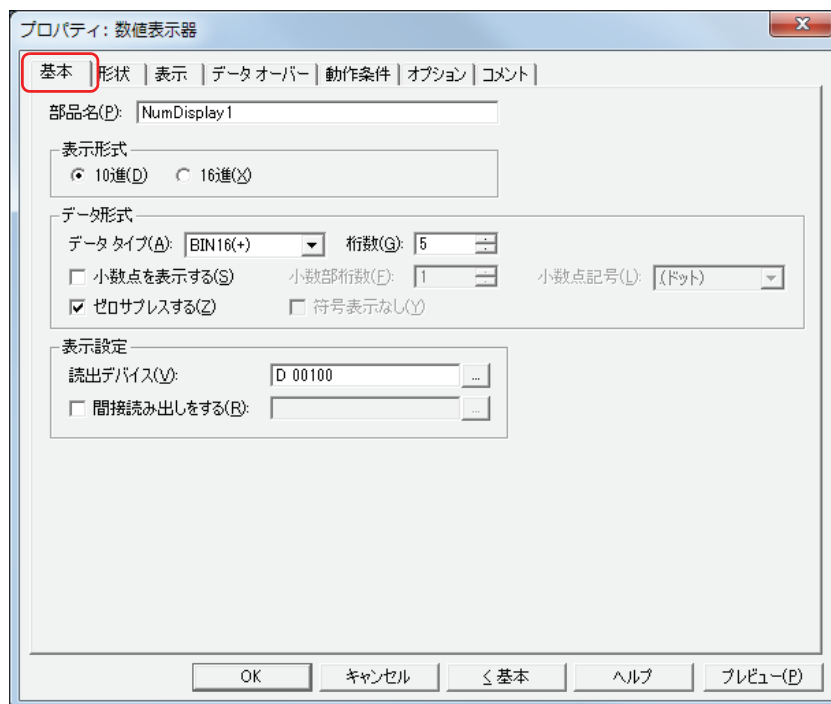 プロパティ: 数値表示器
基本 形状 表示 データ オーバー 動作条件 オプション コメント
部品名(P): NumDisplay1
表示形式
10進(D) 16進(X)
データ形式
データ タイプ(A): BIN16(+) 桁数(G): 5
小数点を表示する(S) 小数部桁数(F): 1 小数点記号(L): .(ドット)
ゼロサプレスする(Z) 符号表示なし(Y)
表示設定
読出デバイス(V): D 00100 ...
間接読み出しをする(R): ...
OK キャンセル < 基本 ヘルプ プレビュー(P)